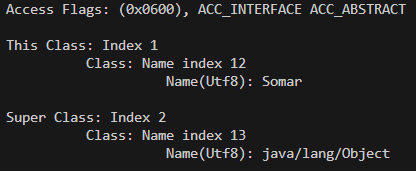 Access Flags: (0x0600), ACC_INTERFACE ACC_ABSTRACT
This Class: Index 1
Class: Name index 12
Name(Utf8): Somar
Super Class: Index 2
Class: Name index 13
Name(Utf8): java/lang/Object